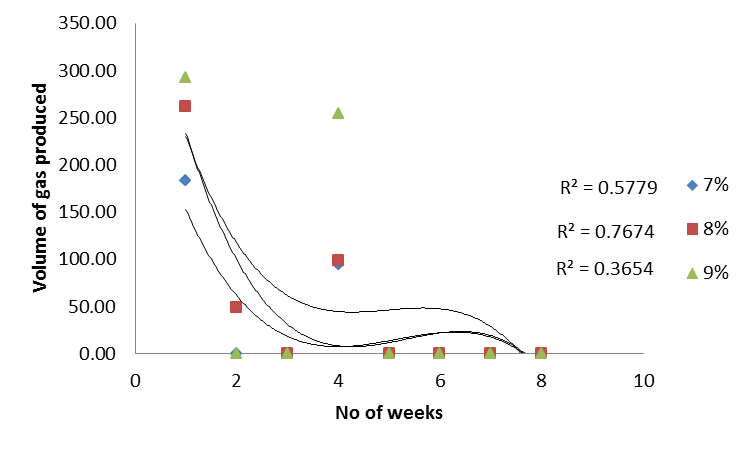 350.00
300.00
250.00
200.00
150.00
100.00
50.00
0.00
Volume of gas produced
0 2 4 6 8 10
No of weeks
R² = 0.5779
R² = 0.7674
R² = 0.3654
7%
8%
9%